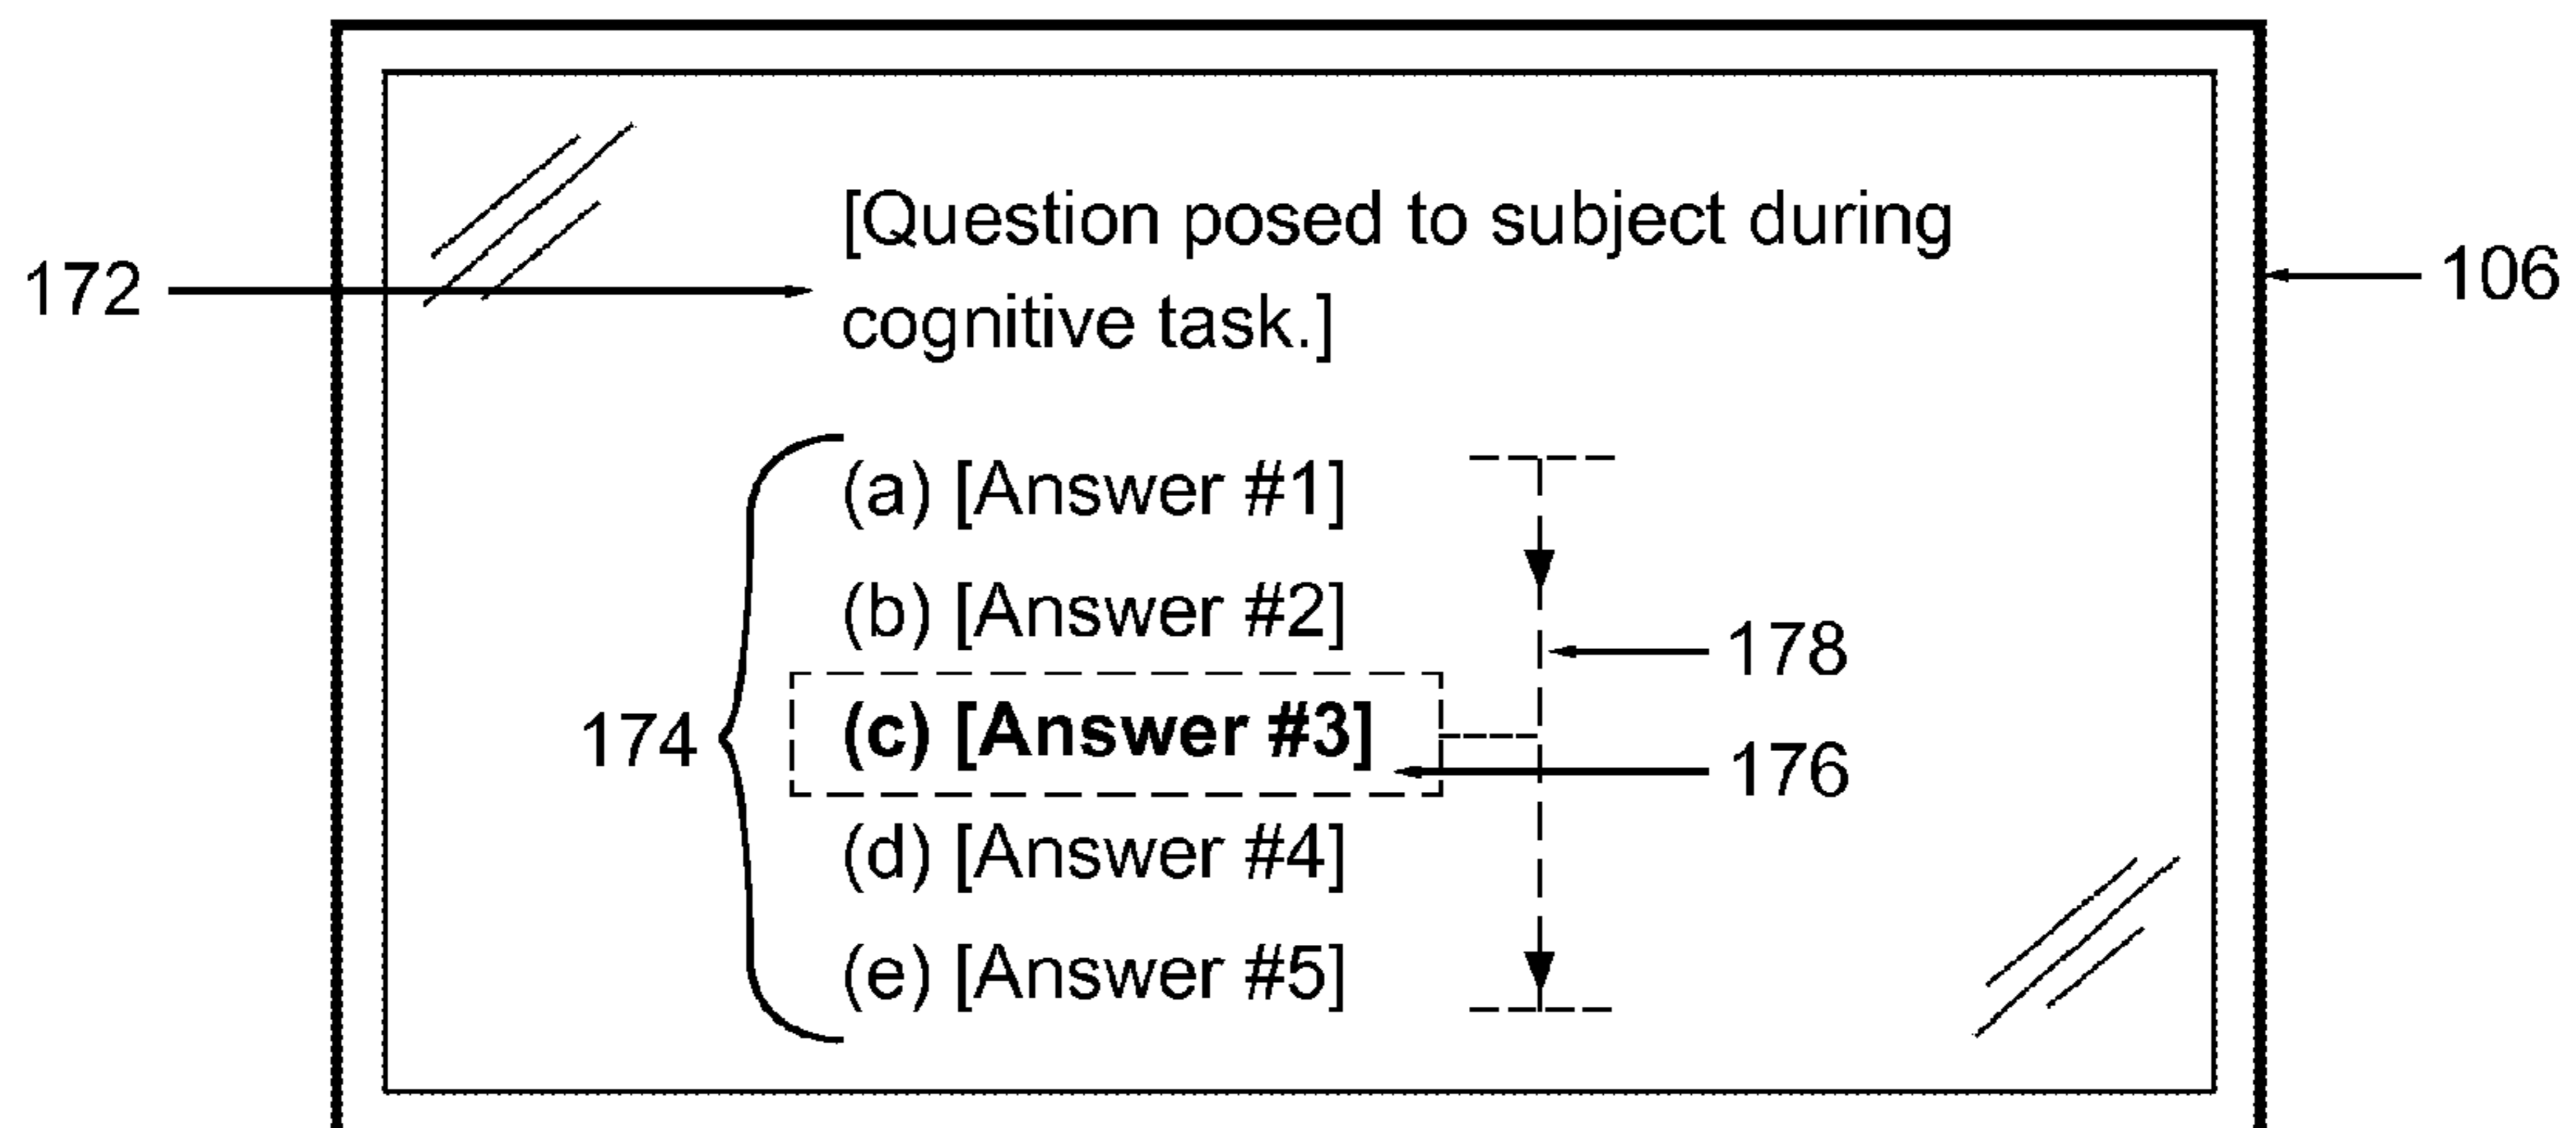 [Question posed to subject during
172
106
cognitive task.]
(a) [Answer #1]
(b) [Answer #2]
178
174
(c) [Answer #3]
176
(d) [Answer #4]
(e) [Answer #5]